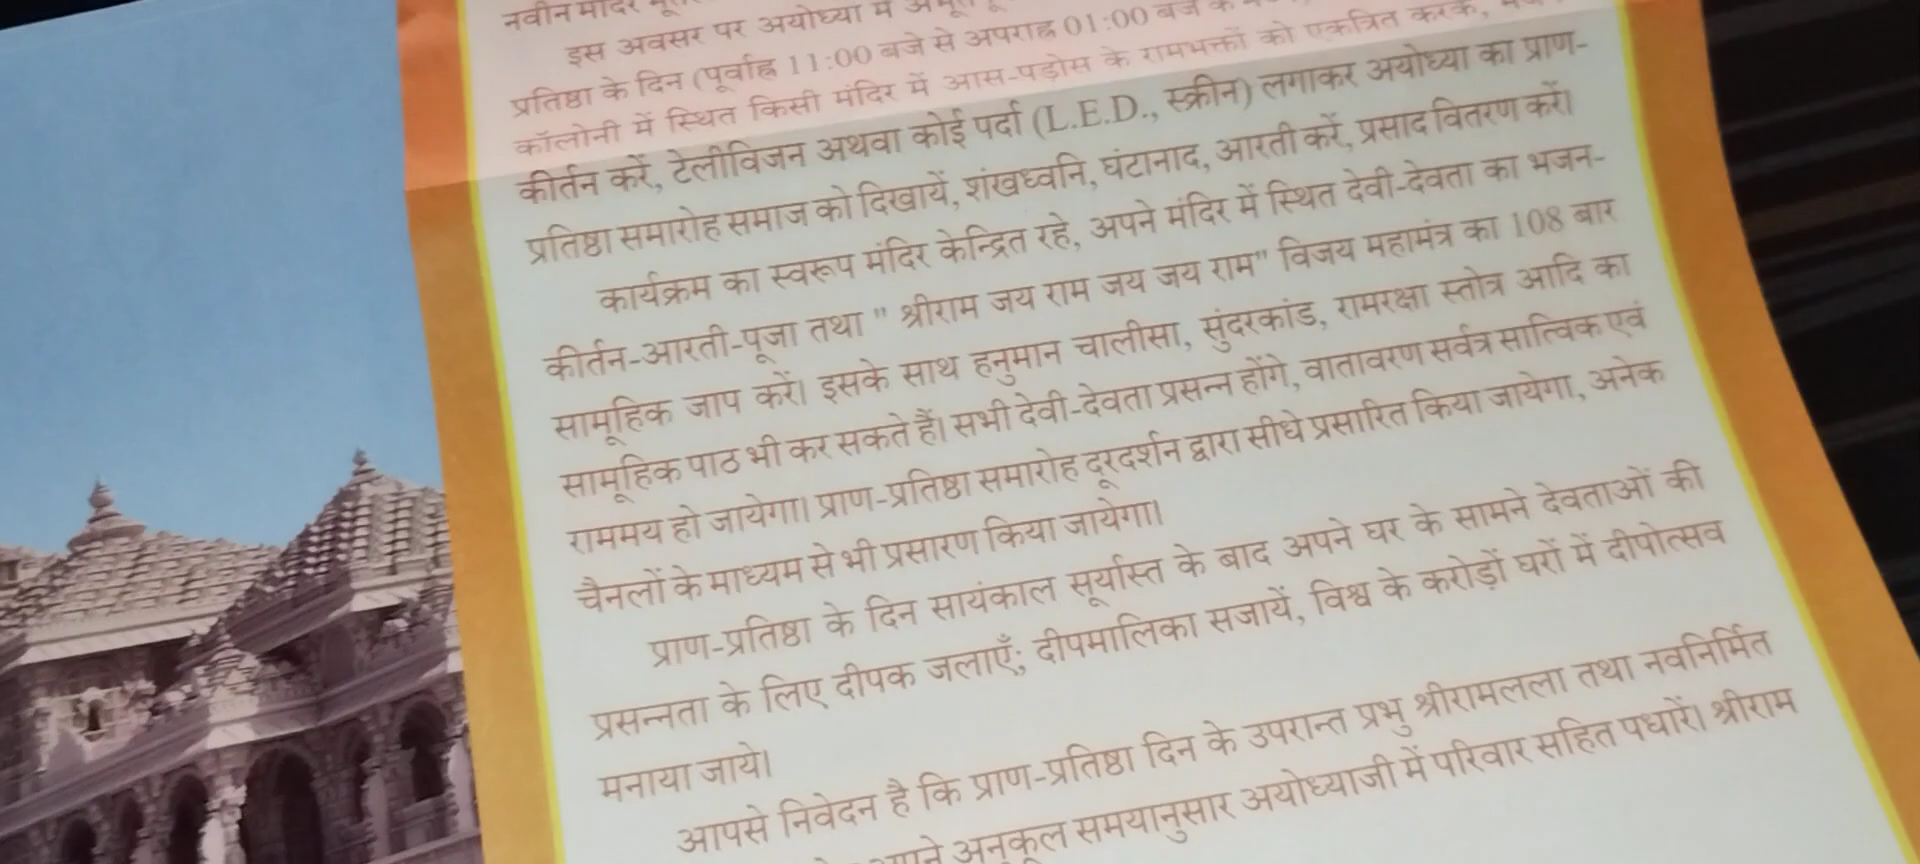 नवीन मंदिर
इस अवसर पर अयोध्या में
प्रतिष्ठा के दिन (पूर्वाह्न 11:00 बजे से अपराह्न 01:00 बजे के
कॉलोनी में स्थित किसी मंदिर में आस-पड़ोस के रामभक्तों को एकत्रित करके,
कीर्तन करें, टेलीविजन अथवा कोई पर्दा (L.E.D., स्क्रीन) लगाकर अयोध्या का प्राण-
प्रतिष्ठा समारोह समाज को दिखायें, शंखध्वनि, घंटानाद, आरती करें, प्रसाद वितरण करें।
कार्यक्रम का स्वरूप मंदिर केन्द्रित रहे, अपने मंदिर में स्थित देवी-देवता का भजन-
कीर्तन-आरती-पूजा तथा " श्रीराम जय राम जय जय राम" विजय महामंत्र का 108 बार
सामूहिक जाप करें। इसके साथ हनुमान चालीसा, सुंदरकांड, रामरक्षा स्तोत्र आदि का
सामूहिक पाठ भी कर सकते हैं। सभी देवी-देवता प्रसन्न होंगे, वातावरण सर्वत्र सात्विक एवं
राममय हो जायेगा। प्राण-प्रतिष्ठा समारोह दूरदर्शन द्वारा सीधे प्रसारित किया जायेगा, अनेक
चैनलों के माध्यम से भी प्रसारण किया जायेगा।
प्राण-प्रतिष्ठा के दिन सायंकाल सूर्यास्त के बाद अपने घर के सामने देवताओं की
प्रसन्नता के लिए दीपक जलाएँ; दीपमालिका सजायें, विश्व के करोड़ों घरों में दीपोत्सव
मनाया जाये।
आपसे निवेदन है कि प्राण-प्रतिष्ठा दिन के उपरान्त प्रभु श्रीरामलला तथा नवनिर्मित
अपने अनुकूल समयानुसार अयोध्याजी में परिवार सहित पधारें। श्रीराम